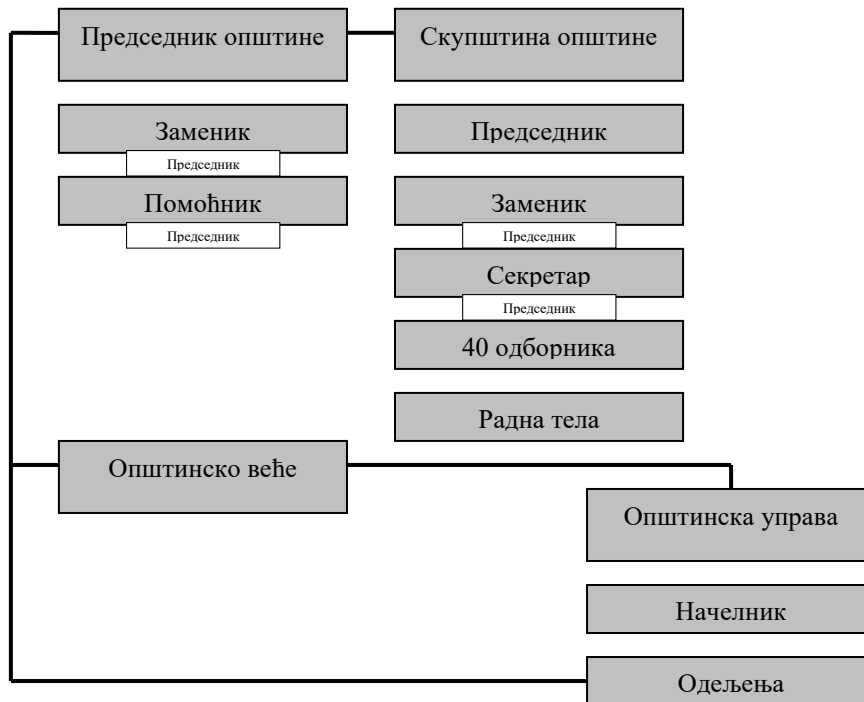 Председник општине
Скупштина општине
Заменик
Председник
Председник
Помоћник
Заменик
Председник
Председник
Секретар
Председник
40 одборника
Радна тела
Општинско веће
Општинска управа
Начелник
Одељења